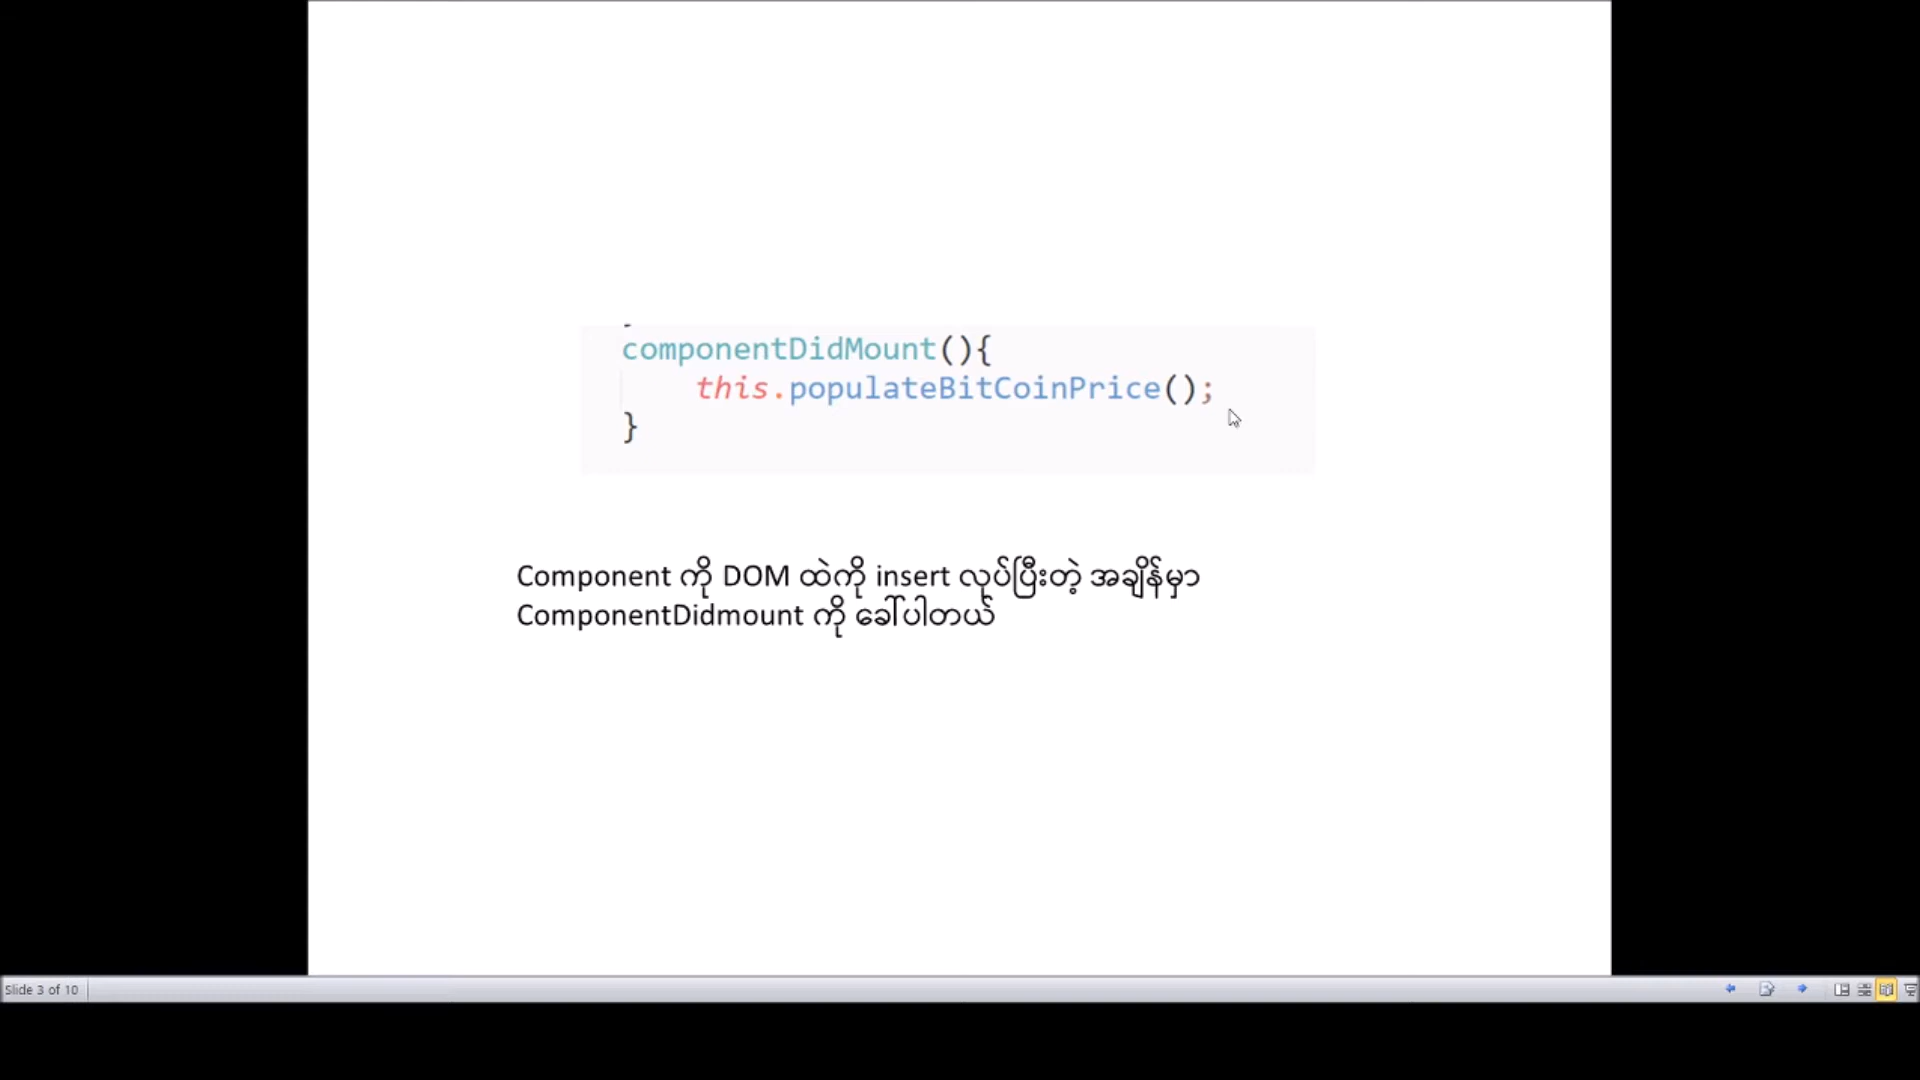 componentDidMount(){
this.populateBitCoinPrice();
}
Component ကို DOM ထဲကို insert လုပ်ပြီးတဲ့ အချိန်မှာ
ComponentDidmount ကို ခေါ်ပါတယ်
Slide 3 of 10